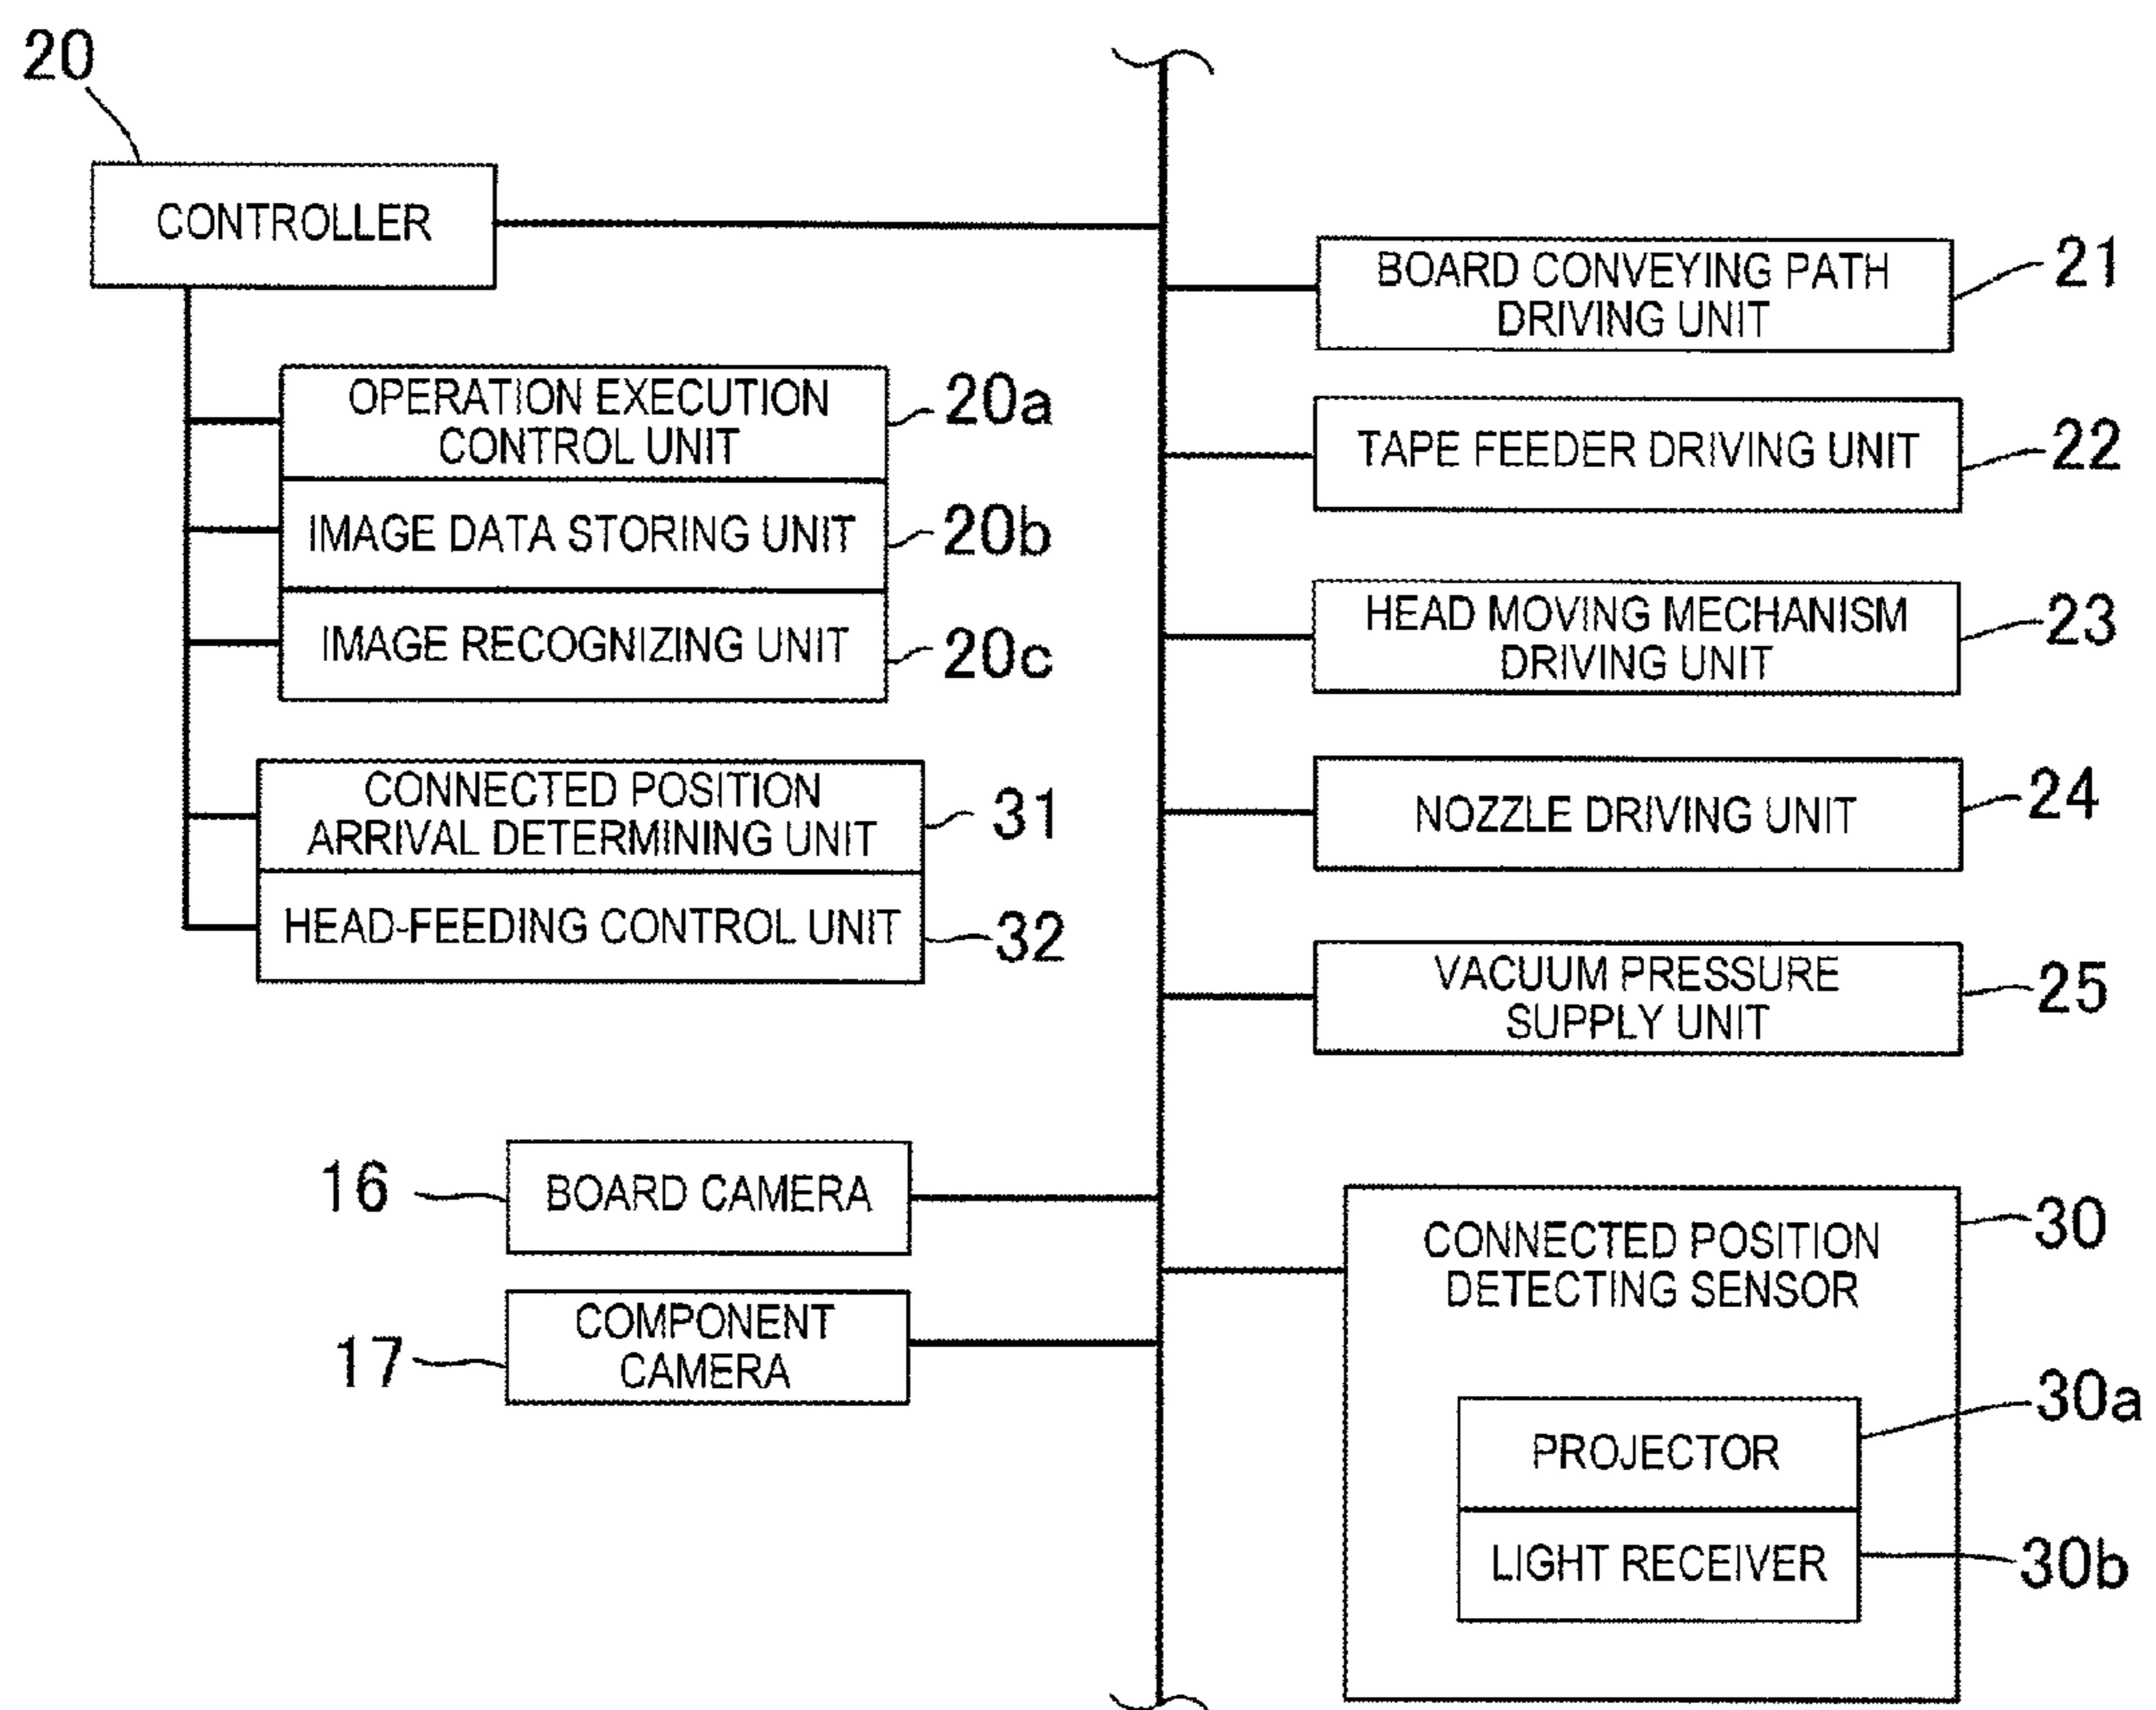 20
CONTROLLER
OPERATION EXECUTION
CONTROL UNIT
20a
IMAGE DATA STORING UNIT
20b
IMAGE RECOGNIZING UNIT
20c
CONNECTED POSITION
ARRIVAL DETERMINING UNIT
31
HEAD-FEEDING CONTROL UNIT
32
16
BOARD CAMERA
17
COMPONENT
CAMERA
BOARD CONVEYING PATH
DRIVING UNIT
21
TAPE FEEDER DRIVING UNIT
22
HEAD MOVING MECHANISM
DRIVING UNIT
23
NOZZLE DRIVING UNIT
24
VACUUM PRESSURE
SUPPLY UNIT
25
CONNECTED POSITION
DETECTING SENSOR
30
PROJECTOR
30a
LIGHT RECEIVER
30b